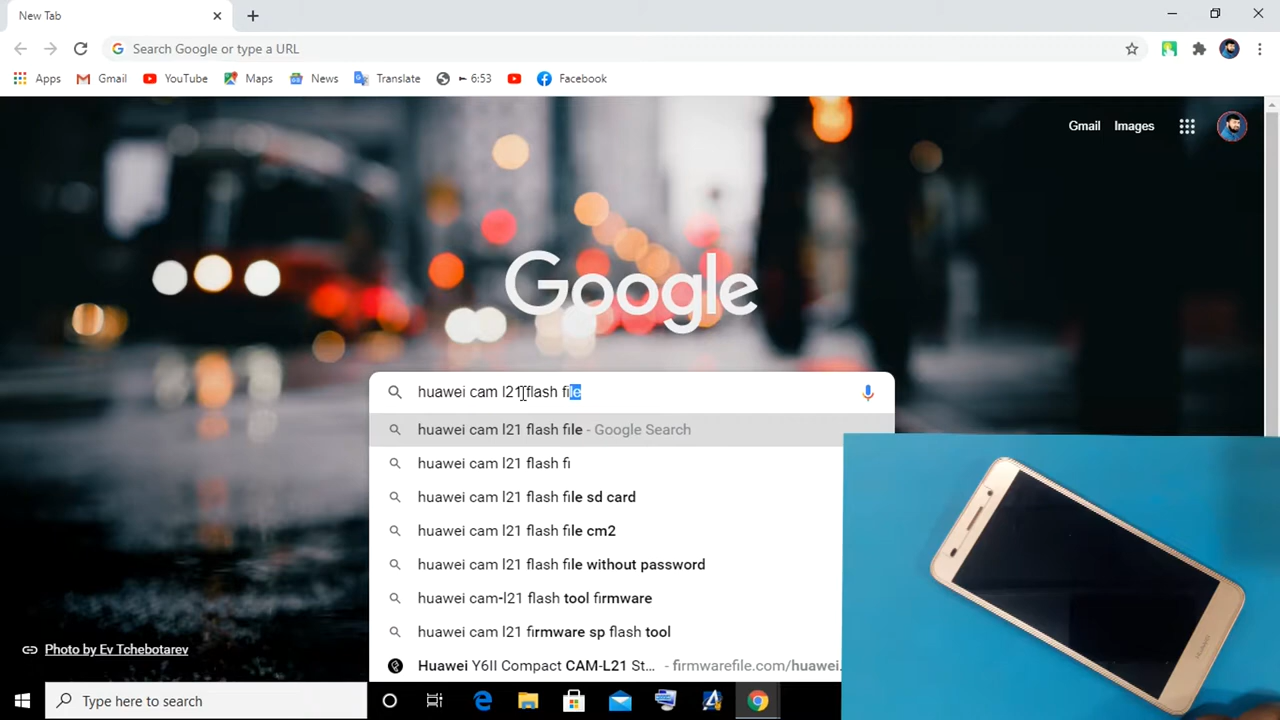 New Tab
Search Google or type a URL
Apps Gmail YouTube Maps News Translate ← 6:53 Facebook
Gmail Images
Google
huawei cam l21 flash file
huawei cam l21 flash file - Google Search
huawei cam l21 flash fi
huawei cam l21 flash file sd card
huawei cam l21 flash file cm2
huawei cam l21 flash file without password
huawei cam-l21 flash tool firmware
huawei cam l21 firmware sp flash tool
Huawei Y6II Compact CAM-L21 St... - firmwarefile.com/huawei.
Photo by Ev Tchebotarev
HUAWEI
Type here to search